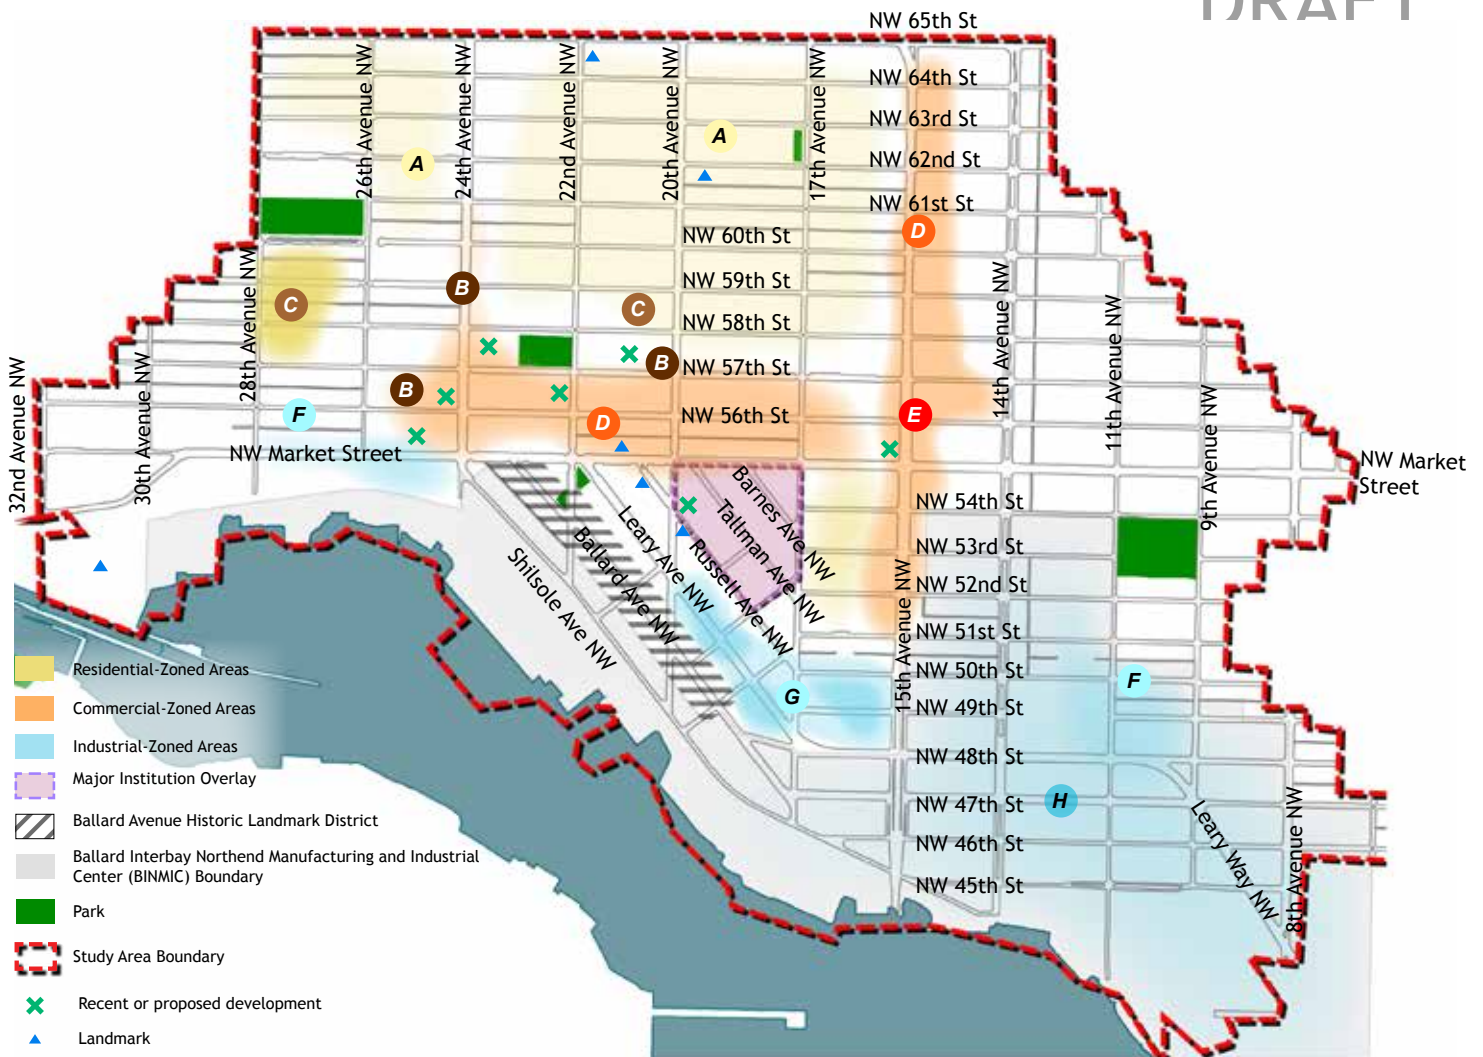 DRAFT
NW 65th St
NW 64th St
NW 63rd St
NW 62nd St
NW 61st St
NW 60th St
NW 59th St
NW 58th St
NW 57th St
NW 56th St
NW Market Street
NW Market
Street
NW 54th St
NW 53rd St
NW 52nd St
NW 51st St
NW 50th St
NW 49th St
NW 48th St
NW 47th St
NW 46th St
NW 45th St
32nd Avenue NW
30th Avenue NW
28th Avenue NW
26th Avenue NW
24th Avenue NW
22nd Avenue NW
20th Avenue NW
17th Avenue NW
15th Avenue NW
14th Avenue NW
11th Avenue NW
9th Avenue NW
8th Avenue NW
Leary Way NW
Barnes Ave NW
Tallman Ave NW
Russell Ave NW
Leary Ave NW
Ballard Ave NW
Shilsole Ave NW
A
A
B
B
B
C
C
D
D
E
F
F
G
H
Residential-Zoned Areas
Commercial-Zoned Areas
Industrial-Zoned Areas
Major Institution Overlay
Ballard Avenue Historic Landmark District
Ballard Interbay Northend Manufacturing and Industrial
Center (BINMIC) Boundary
Park
Study Area Boundary
Recent or proposed development
Landmark